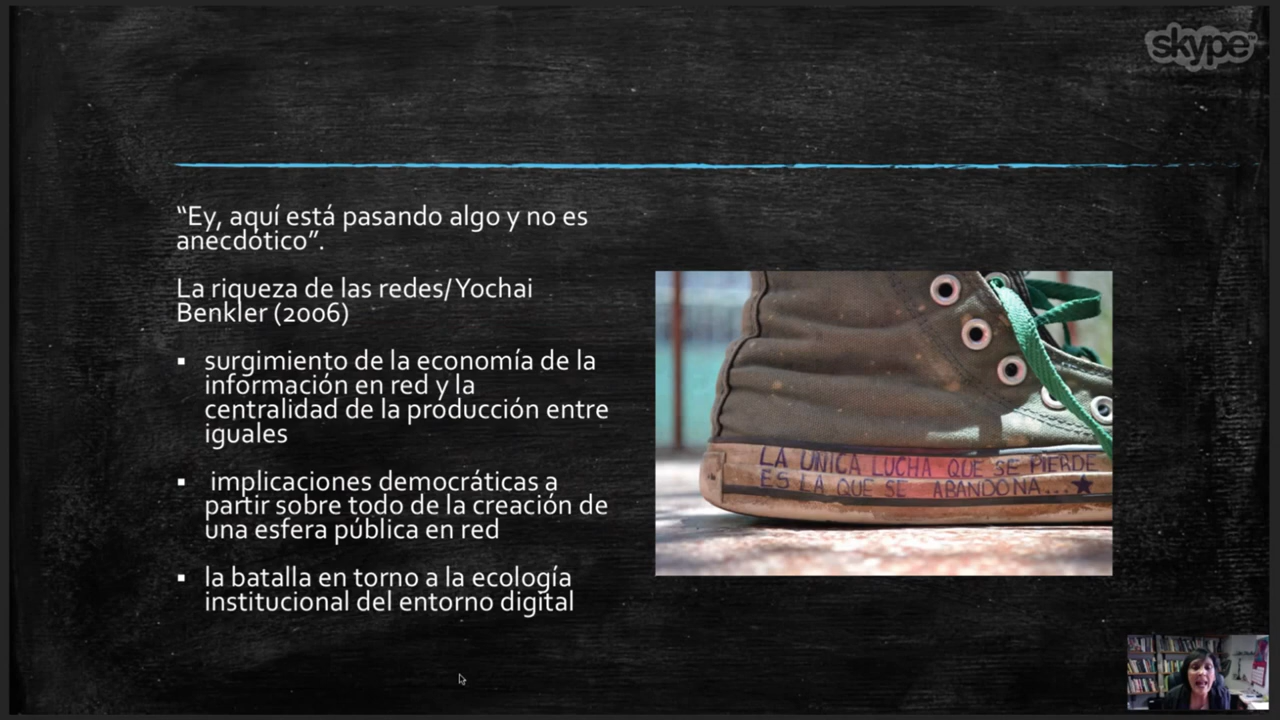 skype
“Ey, aquí está pasando algo y no es
anecdótico”.
La riqueza de las redes/ Yochai
Benkler (2006)
▪ surgimiento de la economía de la
información en red y la
centralidad de la producción entre
iguales
▪ implicaciones democráticas a
partir sobre todo de la creación de
una esfera pública en red
▪ la batalla en torno a la ecología
institucional del entorno digital
LA UNICA LUCHA QUE SE PIERDE
ES LA QUE SE ABANDONA...★